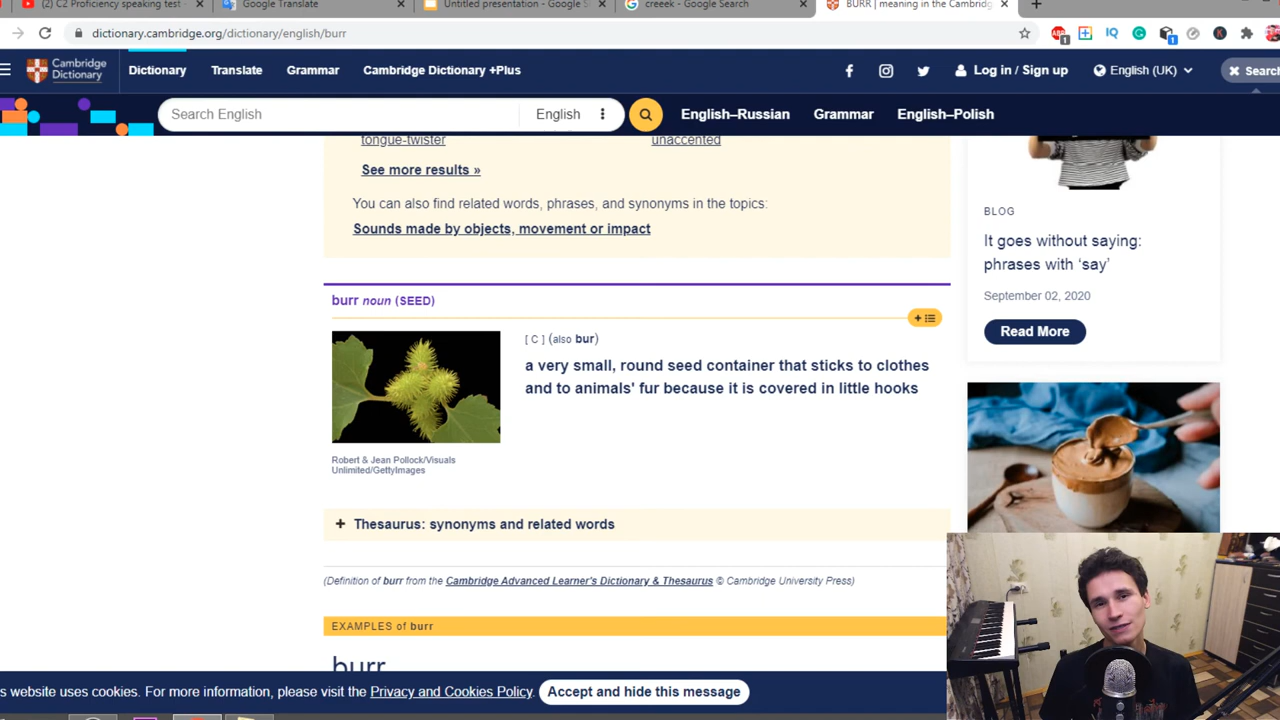 (2) C2 Proficiency speaking test -
Google Translate
Untitled presentation - Google S
creeek - Google Search
BURR | meaning in the Cambridg
dictionary.cambridge.org/dictionary/english/burr
Cambridge
Dictionary
Dictionary
Translate
Grammar
Cambridge Dictionary +Plus
Log in / Sign up
English (UK)
Search
Search English
English
English–Russian
Grammar
English–Polish
tongue-twister
unaccented
See more results »
You can also find related words, phrases, and synonyms in the topics:
Sounds made by objects, movement or impact
burr noun (SEED)
[ C ] (also bur)
a very small, round seed container that sticks to clothes
and to animals' fur because it is covered in little hooks
Robert & Jean Pollock/Visuals
Unlimited/GettyImages
Thesaurus: synonyms and related words
(Definition of burr from the Cambridge Advanced Learner's Dictionary & Thesaurus © Cambridge University Press)
EXAMPLES of burr
burr
BLOG
It goes without saying:
phrases with ‘say’
September 02, 2020
Read More
s website uses cookies. For more information, please visit the Privacy and Cookies Policy.
Accept and hide this message